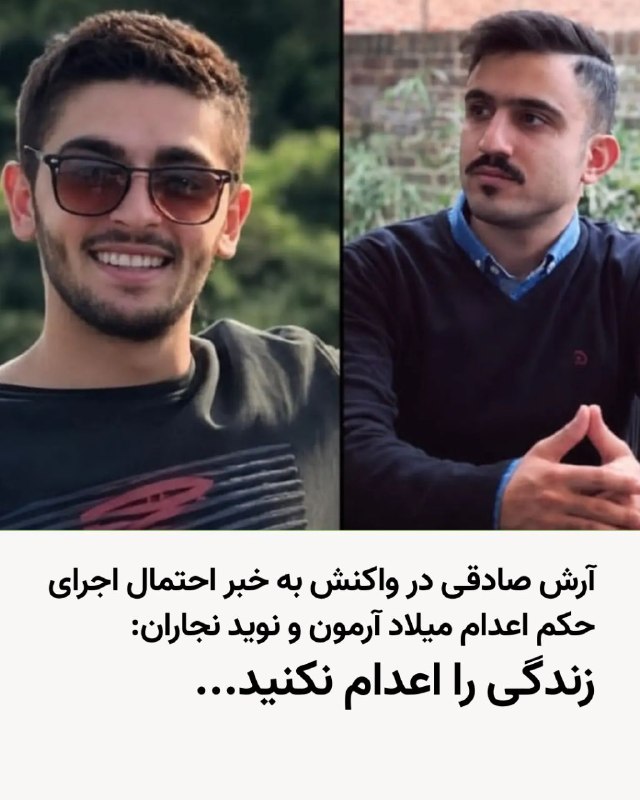 آرش صادقی در واکنش به خبر احتمال اجرای
حکم اعدام میلاد آرمون و نوید نجاران:
زندگی را اعدام نکنید...